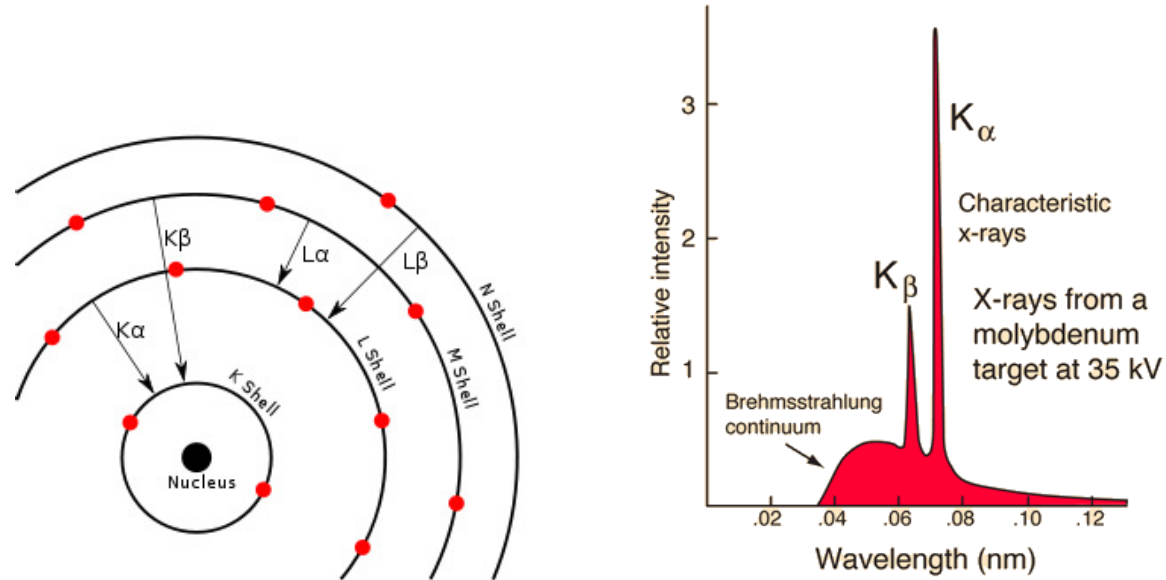 Kβ
Lα
Lβ
N Shell
Kα
L Shell
M Shell
K Shell
Nucleus
Relative intensity
3
2
1
Kα
Kβ
Characteristic
x-rays
X-rays from a
molybdenum
target at 35 kV
Brehmsstrahlung
continuum
.02 .04 .06 .08 .10 .12
Wavelength (nm)